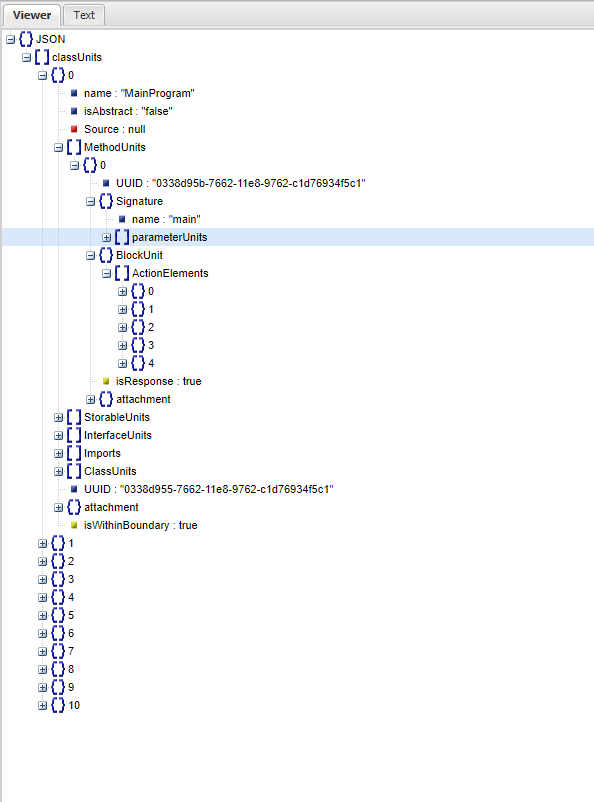 Viewer Text
JSON
classUnits
0
name : "MainProgram"
isAbstract : "false"
Source : null
MethodUnits
0
UUID : "0338d95b-7662-11e8-9762-c1d76934f5c1"
Signature
name : "main"
parameterUnits
BlockUnit
ActionElements
0
1
2
3
4
isResponse : true
attachment
StorableUnits
InterfaceUnits
Imports
ClassUnits
UUID : "0338d955-7662-11e8-9762-c1d76934f5c1"
attachment
isWithinBoundary : true
1
2
3
4
5
6
7
8
9
10